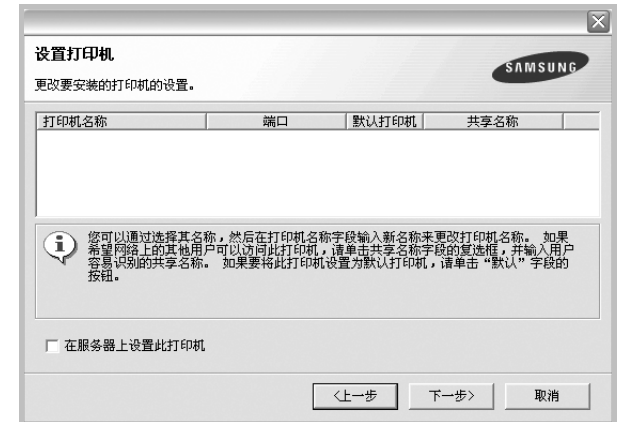 设置打印机
更改要安装的打印机的设置。
SAMSUNG
打印机名称 端口 默认打印机 共享名称
您可以通过选择其名称，然后在打印机名称字段输入新名称来更改打印机名称。 如果
希望网络上的其他用户可以访问此打印机，请单击共享名称字段的复选框，并输入用户
容易识别的共享名称。 如果要将此打印机设置为默认打印机，请单击“默认”字段的
按钮。
在服务器上设置此打印机
<上一步 下一步> 取消